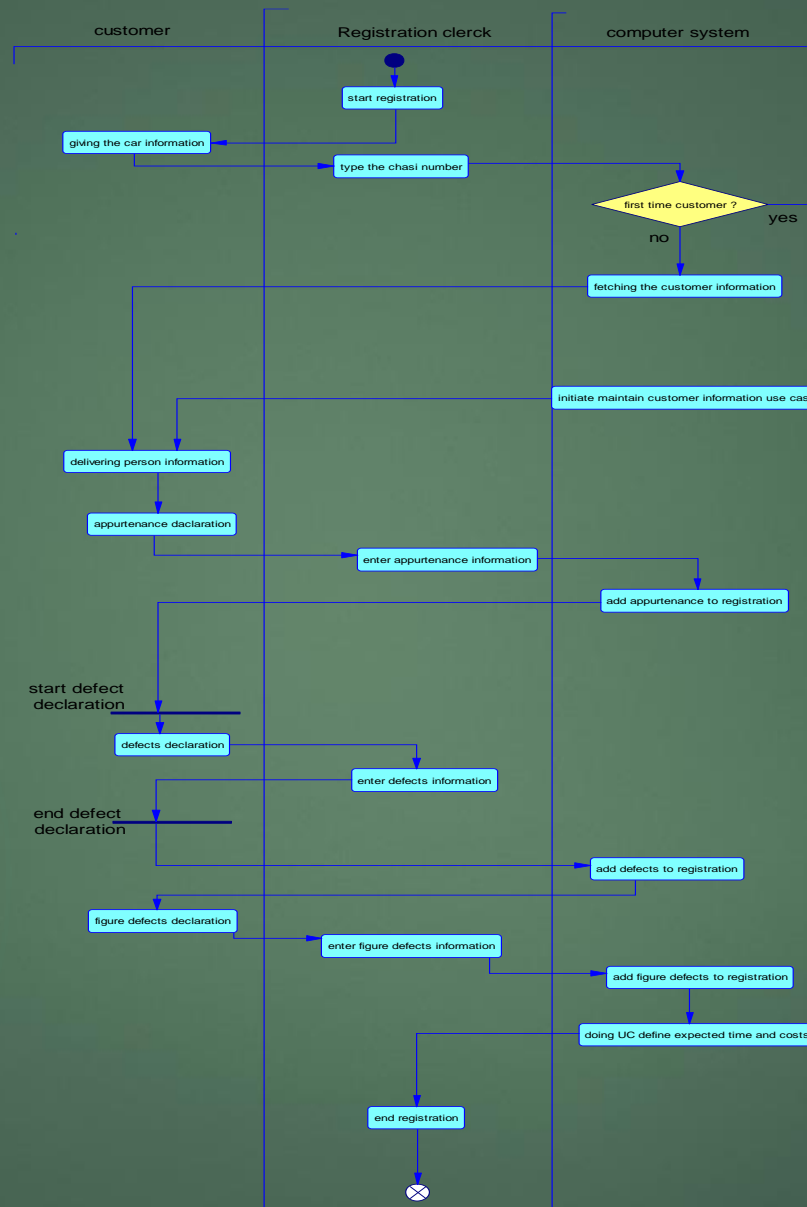 customer
Registration clerck
computer system
start registration
giving the car information
type the chasi number
first time customer ?
yes
no
fetching the customer information
initiate maintain customer information use cas
delivering person information
appurtenance daclaration
enter appurtenance information
add appurtenance to registration
start defect
declaration
defects declaration
enter defects information
end defect
declaration
add defects to registration
figure defects declaration
enter figure defects information
add figure defects to registration
doing UC define expected time and costs
end registration